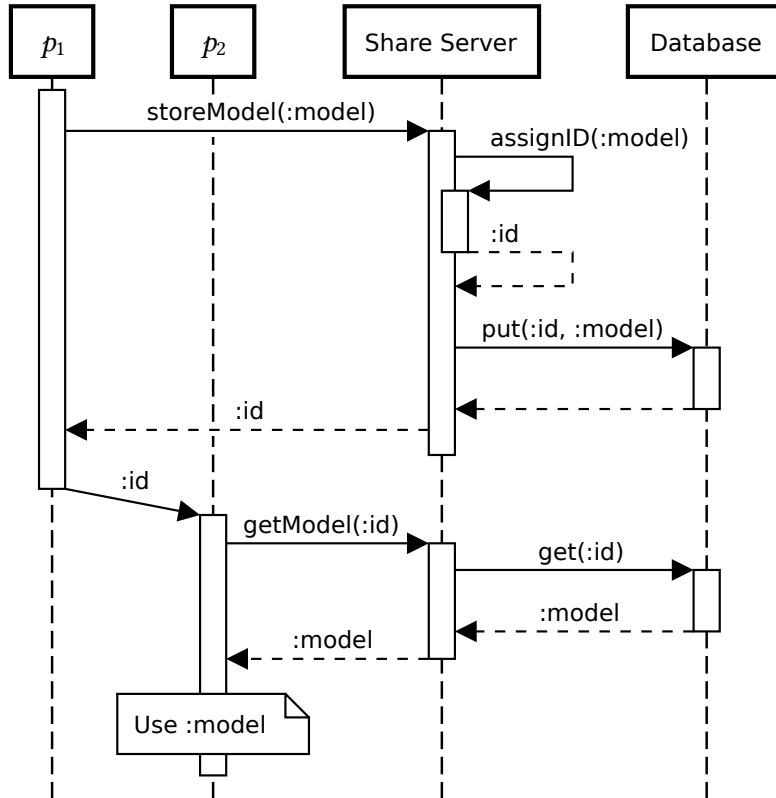 p₁
p₂
Share Server
Database
storeModel(:model)
assignID(:model)
:id
put(:id, :model)
:id
:id
getModel(:id)
get(:id)
:model
:model
Use :model